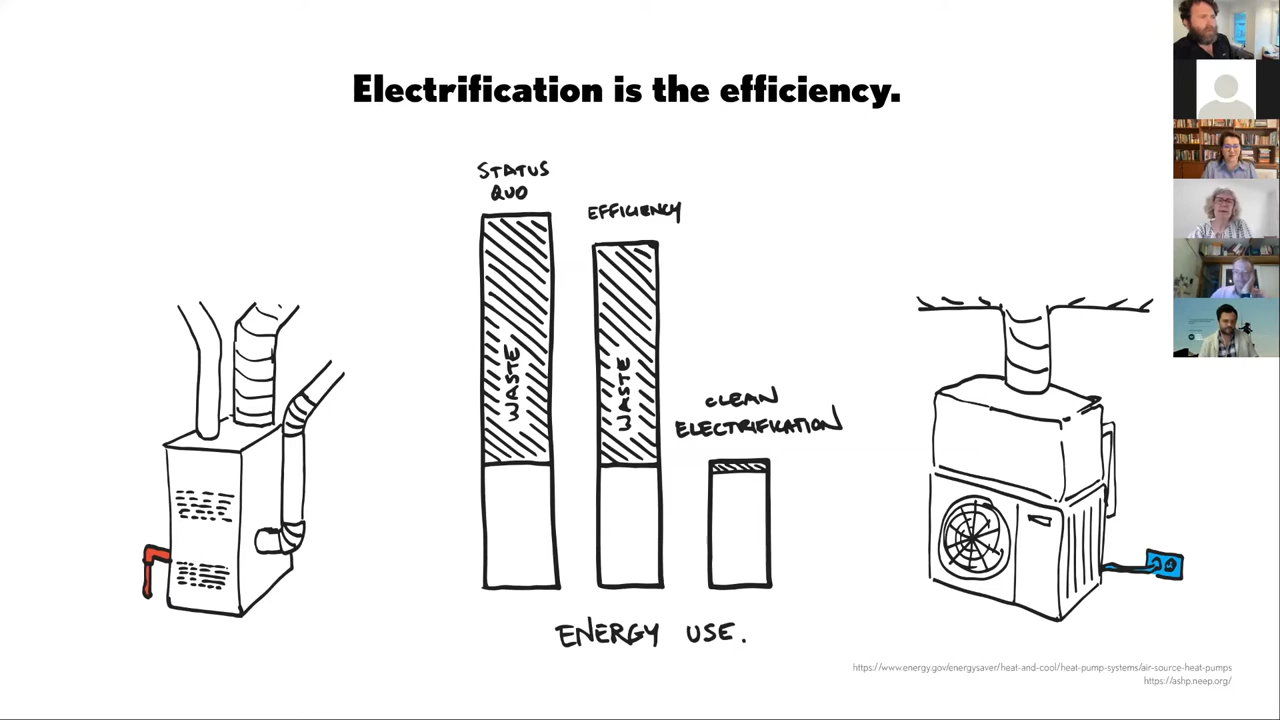 Electrification is the efficiency.
STATUS
QUO
EFFICIENCY
WASTE
WASTE
CLEAN
ELECTRIFICATION
ENERGY USE.
https://www.energy.gov/energysaver/heat-and-cool/heat-pump-systems/air-source-heat-pumps
https://ashp.neep.org/